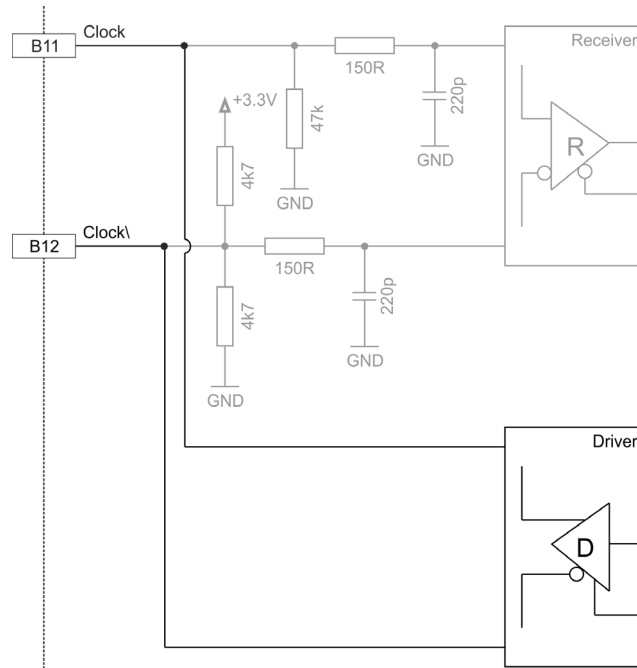 B11 Clock
Receiver
150R
+3.3V
47k
220p
R
4k7
GND
GND
B12 Clock\
150R
4k7
220p
GND
GND
Driver
D